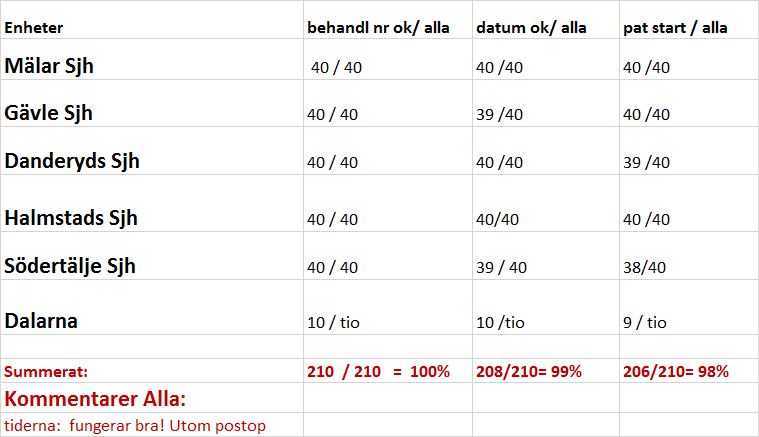 Enheter behandl nr ok/ alla datum ok/ alla pat start / alla
Mälar Sjh 40 / 40 40 /40 40 /40
Gävle Sjh 40 / 40 39 /40 40 /40
Danderyds Sjh 40 / 40 40 /40 39 /40
Halmstads Sjh 40 / 40 40/40 40 /40
Södertälje Sjh 40 / 40 39 / 40 38/40
Dalarna 10 / tio 10 /tio 9 / tio
Summerat: 210 / 210 = 100% 208/210= 99% 206/210= 98%
Kommentarer Alla:
tiderna: fungerar bra! Utom postop